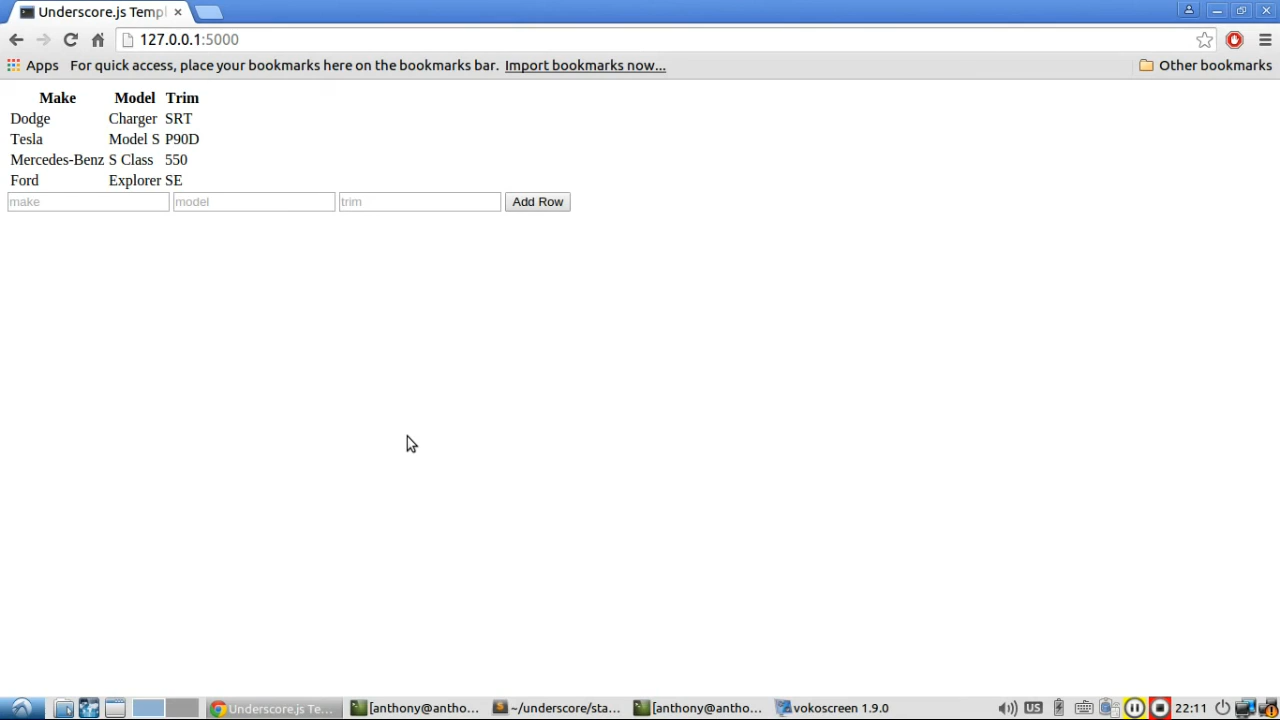 Underscore.js Templ
127.0.0.1:5000
Apps For quick access, place your bookmarks here on the bookmarks bar. Import bookmarks now... Other bookmarks
Make Model Trim
Dodge Charger SRT
Tesla Model S P90D
Mercedes-Benz S Class 550
Ford Explorer SE
make model trim Add Row
Underscore.js Te... [anthony@antho... ~/underscore/sta... [anthony@antho... vokoscreen 1.9.0 US 22:11